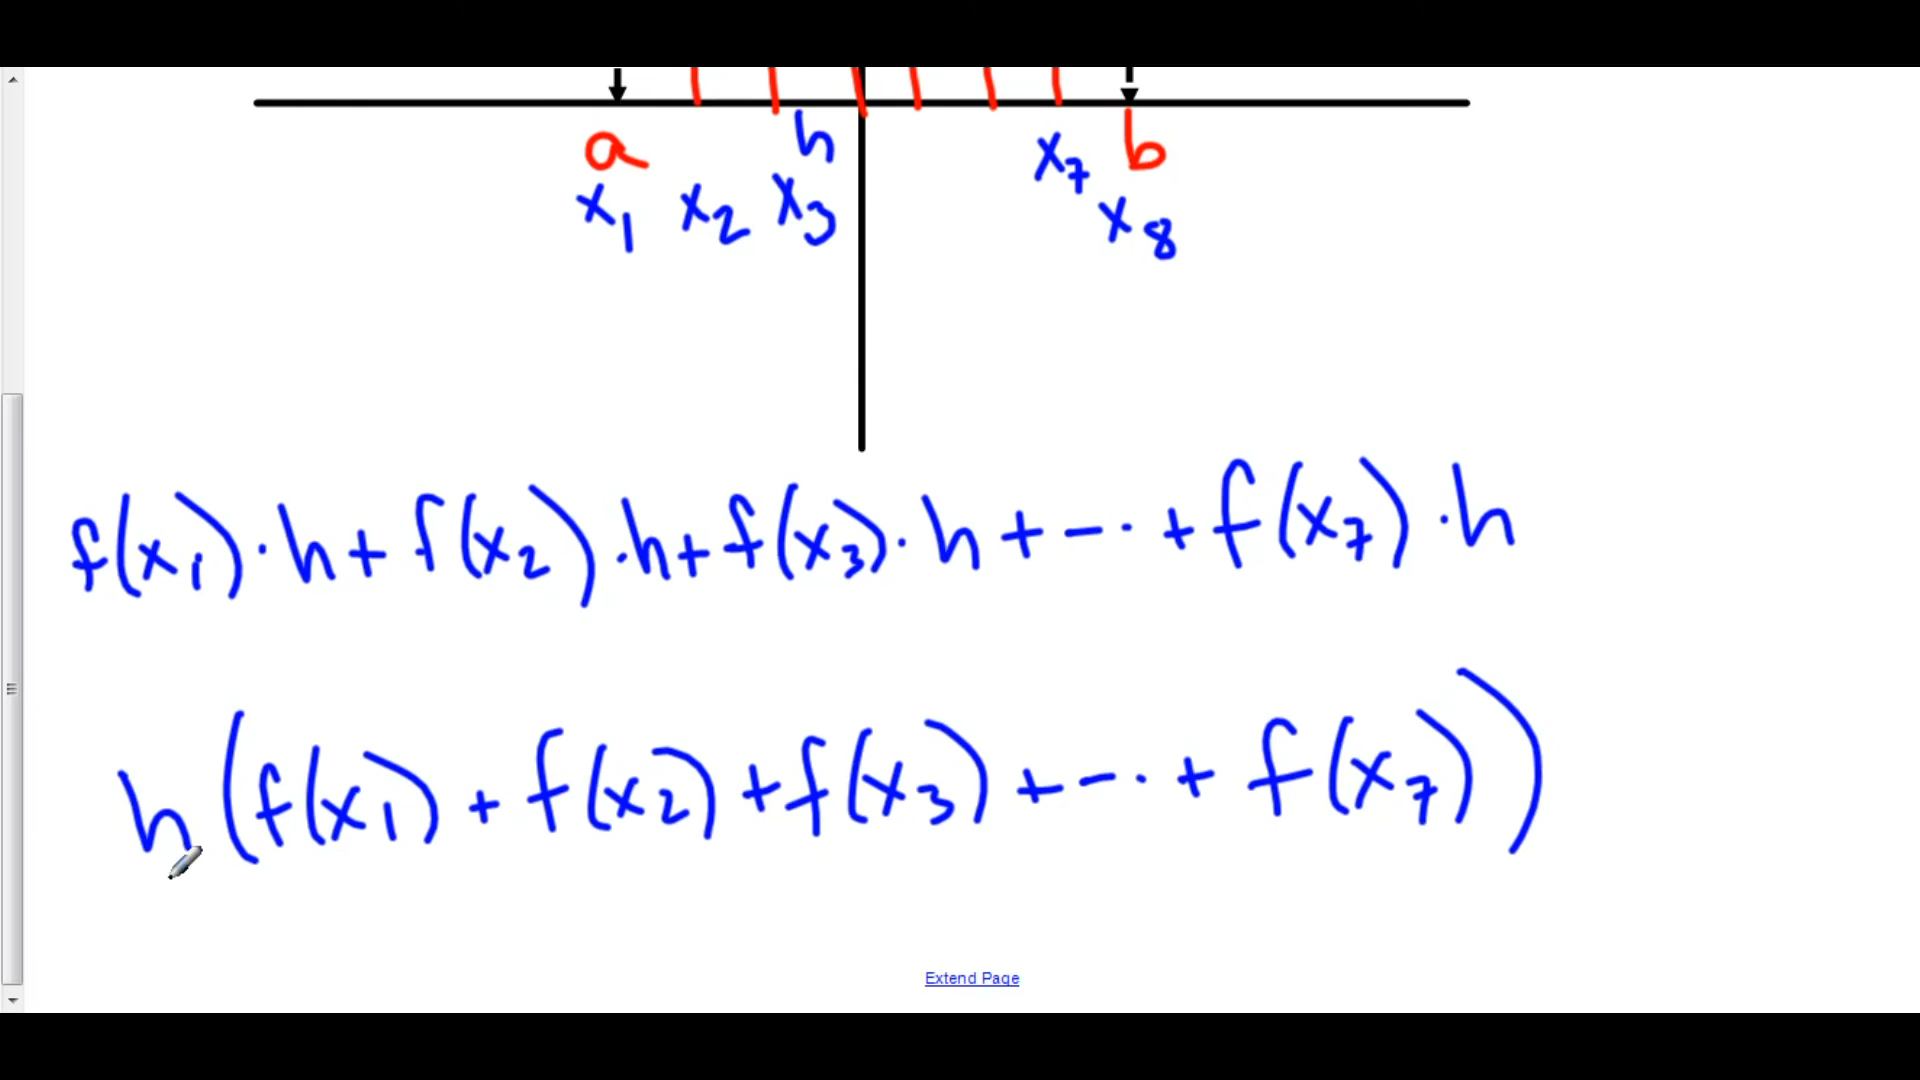 a h x₇ b
x₁ x₂ x₃ x₈
f(x₁)·h+f(x₂)·h+f(x₃)·h+--·+f(x₇)·h
h(f(x₁)+f(x₂)+f(x₃)+--·+f(x₇))
Extend Page